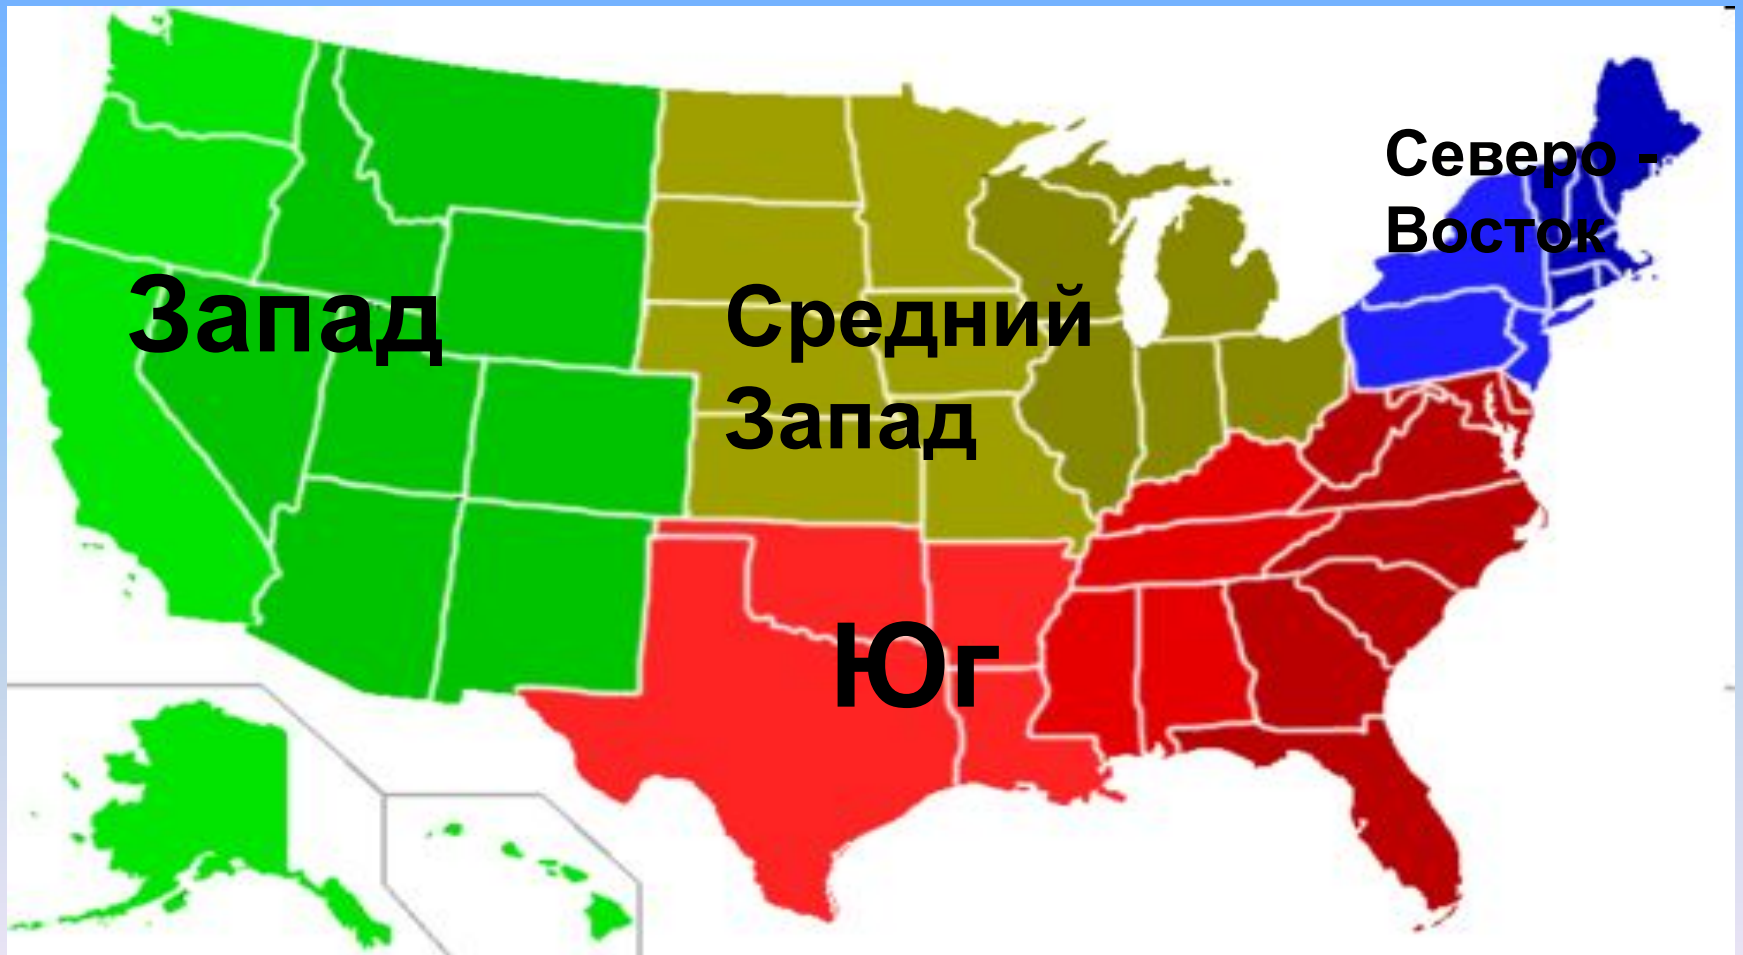 Северо -
Восток
Запад
Средний
Запад
Юг